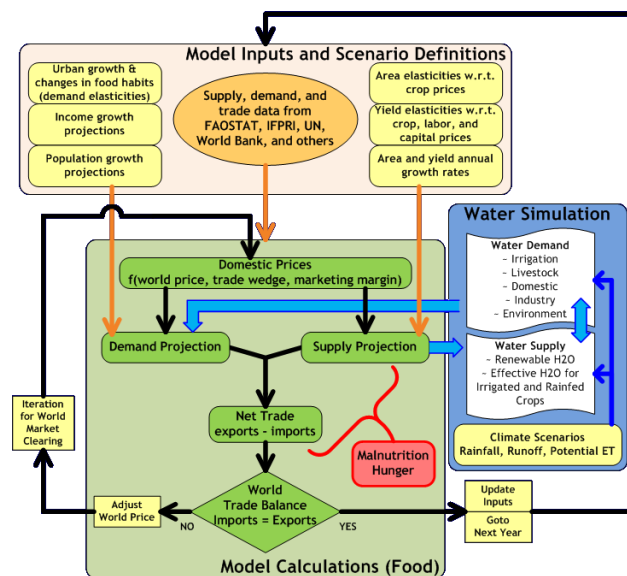 Model Inputs and Scenario Definitions
Urban growth &
changes in food habits
(demand elasticities)
Income growth
projections
Population growth
projections
Supply, demand, and
trade data from
FAOSTAT, IFPRI, UN,
World Bank, and others
Area elasticities w.r.t.
crop prices
Yield elasticities w.r.t.
crop, labor, and
capital prices
Area and yield annual
growth rates
Water Simulation
Water Demand
- Irrigation
- Livestock
- Domestic
- Industry
- Environment
Water Supply
- Renewable H2O
- Effective H2O for
Irrigated and Rainfed
Crops
Climate Scenarios
Rainfall, Runoff, Potential ET
Domestic Prices
f(world price, trade wedge, marketing margin)
Demand Projection
Supply Projection
Net Trade
exports - imports
Malnutrition
Hunger
World
Trade Balance
Imports = Exports
NO
YES
Iteration
for World
Market
Clearing
Adjust
World Price
Update
Inputs
Goto
Next Year
Model Calculations (Food)